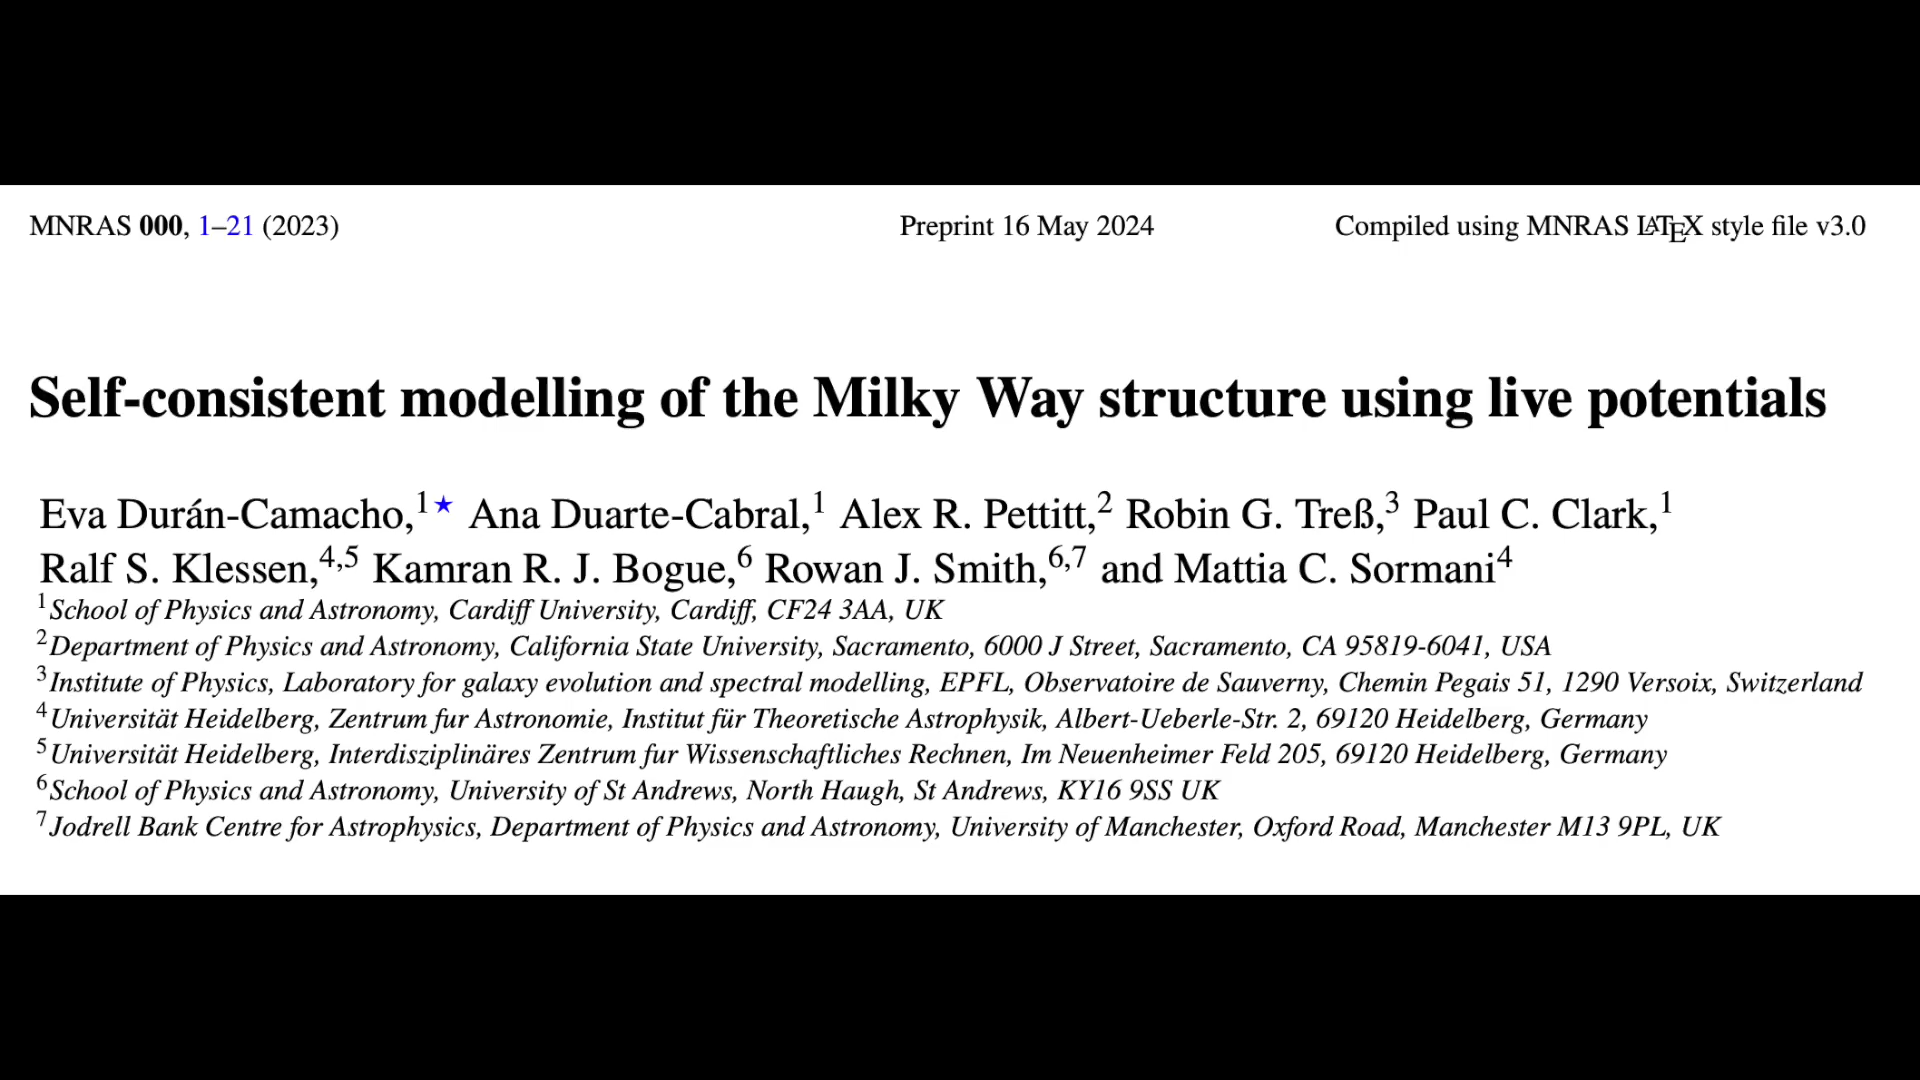 MNRAS 000, 1–21 (2023) Preprint 16 May 2024 Compiled using MNRAS LATEX style file v3.0
Self-consistent modelling of the Milky Way structure using live potentials
Eva Durán-Camacho,1★ Ana Duarte-Cabral,1 Alex R. Pettitt,2 Robin G. Treß,3 Paul C. Clark,1
Ralf S. Klessen,4,5 Kamran R. J. Bogue,6 Rowan J. Smith,6,7 and Mattia C. Sormani4
1School of Physics and Astronomy, Cardiff University, Cardiff, CF24 3AA, UK
2Department of Physics and Astronomy, California State University, Sacramento, 6000 J Street, Sacramento, CA 95819-6041, USA
3Institute of Physics, Laboratory for galaxy evolution and spectral modelling, EPFL, Observatoire de Sauverny, Chemin Pegais 51, 1290 Versoix, Switzerland
4Universität Heidelberg, Zentrum fur Astronomie, Institut für Theoretische Astrophysik, Albert-Ueberle-Str. 2, 69120 Heidelberg, Germany
5Universität Heidelberg, Interdisziplinäres Zentrum fur Wissenschaftliches Rechnen, Im Neuenheimer Feld 205, 69120 Heidelberg, Germany
6School of Physics and Astronomy, University of St Andrews, North Haugh, St Andrews, KY16 9SS UK
7Jodrell Bank Centre for Astrophysics, Department of Physics and Astronomy, University of Manchester, Oxford Road, Manchester M13 9PL, UK